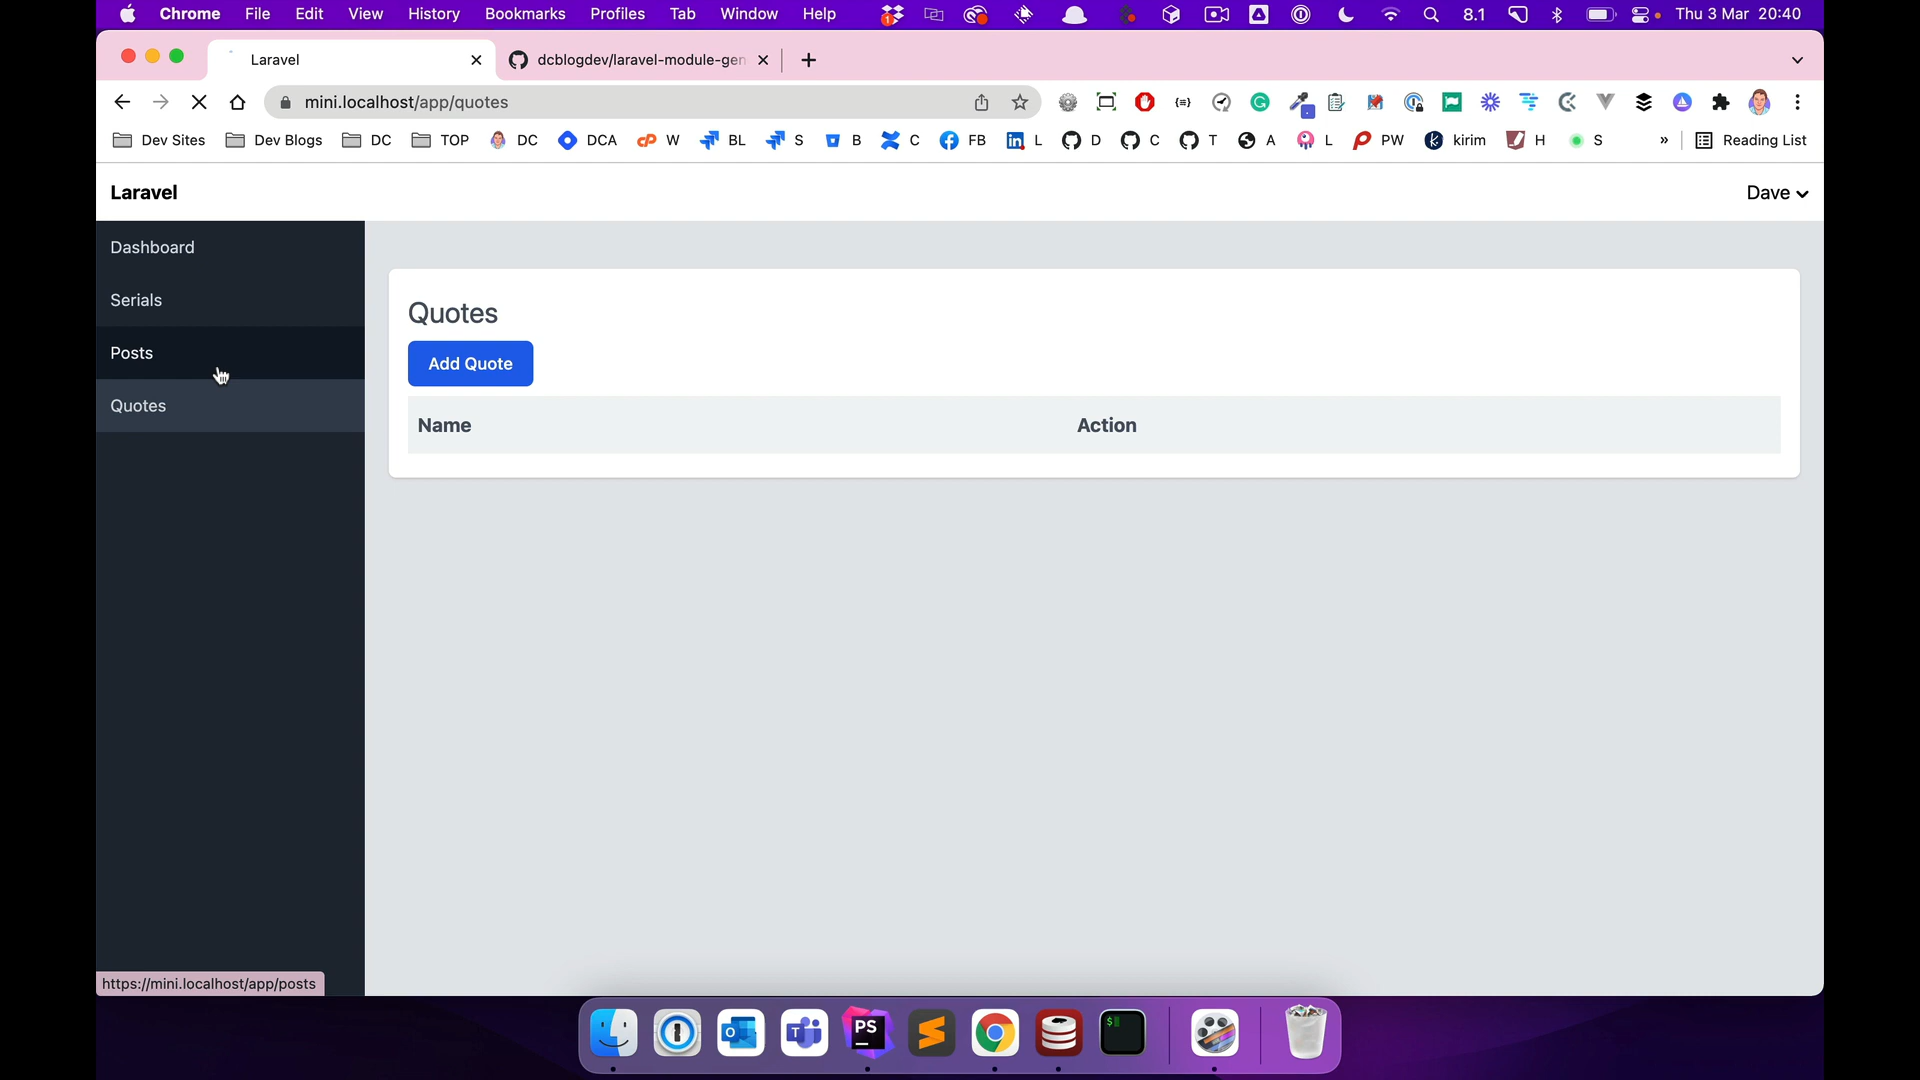 Chrome File Edit View History Bookmarks Profiles Tab Window Help 1 8.1 Thu 3 Mar 20:40
Laravel dcblogdev/laravel-module-gen
mini.localhost/app/quotes
Dev Sites Dev Blogs DC TOP DC DCA W BL S B C FB L D C T A L PW kirim H S » Reading List
Laravel Dave
Dashboard
Serials
Posts
Quotes
Quotes
Add Quote
Name Action
https://mini.localhost/app/posts
PS